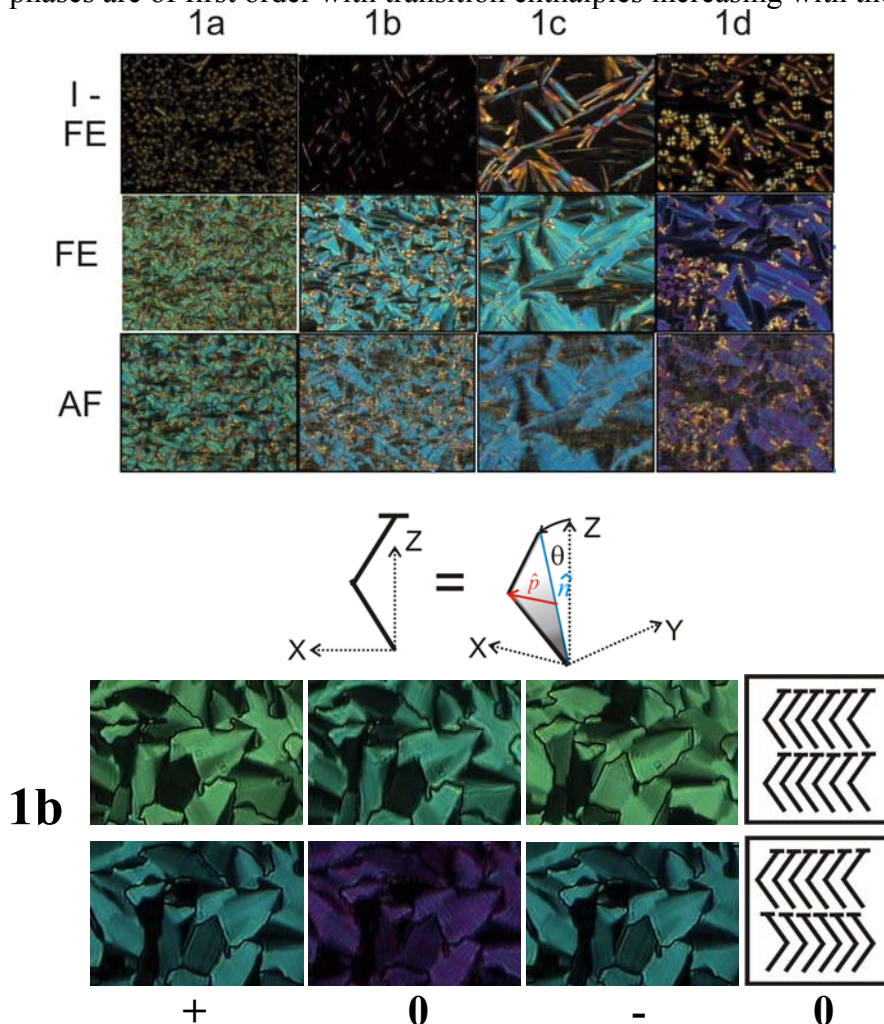 phases are of first order with transition enthalpies increasing with the
1a 1b 1c 1d
I -
FE
FE
AF
Z Z
θ
p̂ n̂
=
X X Y
1b
+ 0 - 0